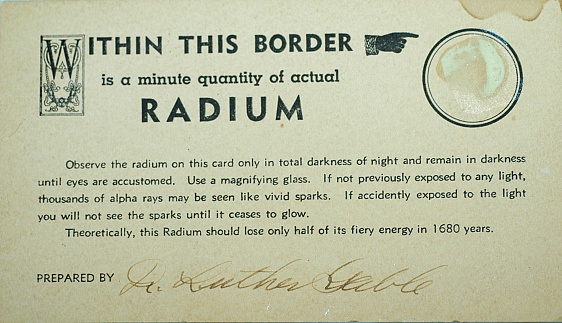 WITHIN THIS BORDER
is a minute quantity of actual
RADIUM
Observe the radium on this card only in total darkness of night and remain in darkness
until eyes are accustomed. Use a magnifying glass. If not previously exposed to any light,
thousands of alpha rays may be seen like vivid sparks. If accidently exposed to the light
you will not see the sparks until it ceases to glow.
Theoretically, this Radium should lose only half of its fiery energy in 1680 years.
PREPARED BY Dr. Luther Gable